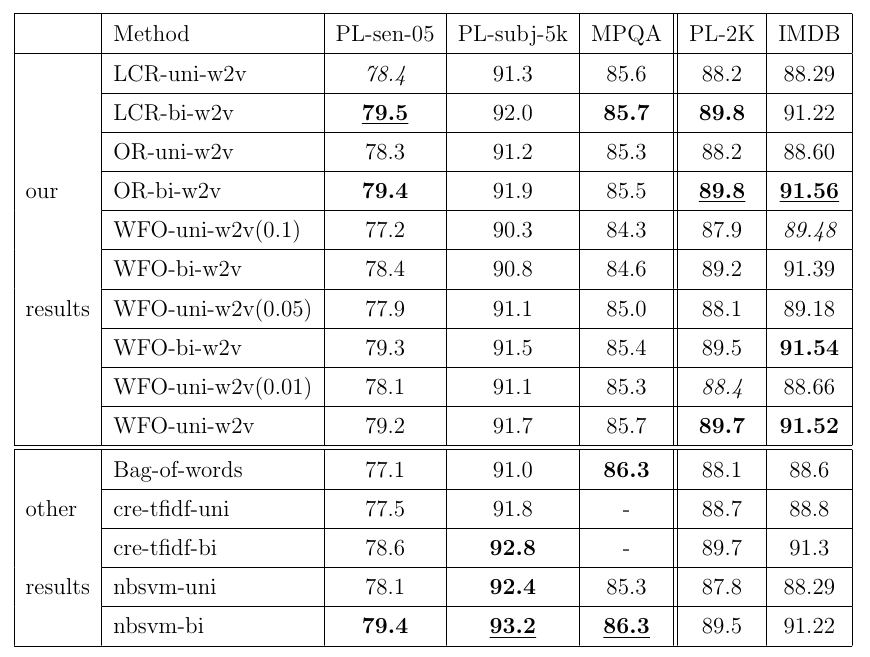 Method PL-sen-05 PL-subj-5k MPQA PL-2K IMDB
LCR-uni-w2v 78.4 91.3 85.6 88.2 88.29
LCR-bi-w2v 79.5 92.0 85.7 89.8 91.22
OR-uni-w2v 78.3 91.2 85.3 88.2 88.60
our OR-bi-w2v 79.4 91.9 85.5 89.8 91.56
WFO-uni-w2v(0.1) 77.2 90.3 84.3 87.9 89.48
WFO-bi-w2v 78.4 90.8 84.6 89.2 91.39
results WFO-uni-w2v(0.05) 77.9 91.1 85.0 88.1 89.18
WFO-bi-w2v 79.3 91.5 85.4 89.5 91.54
WFO-uni-w2v(0.01) 78.1 91.1 85.3 88.4 88.66
WFO-uni-w2v 79.2 91.7 85.7 89.7 91.52
Bag-of-words 77.1 91.0 86.3 88.1 88.6
other cre-tfidf-uni 77.5 91.8 - 88.7 88.8
cre-tfidf-bi 78.6 92.8 - 89.7 91.3
results nbsvm-uni 78.1 92.4 85.3 87.8 88.29
nbsvm-bi 79.4 93.2 86.3 89.5 91.22